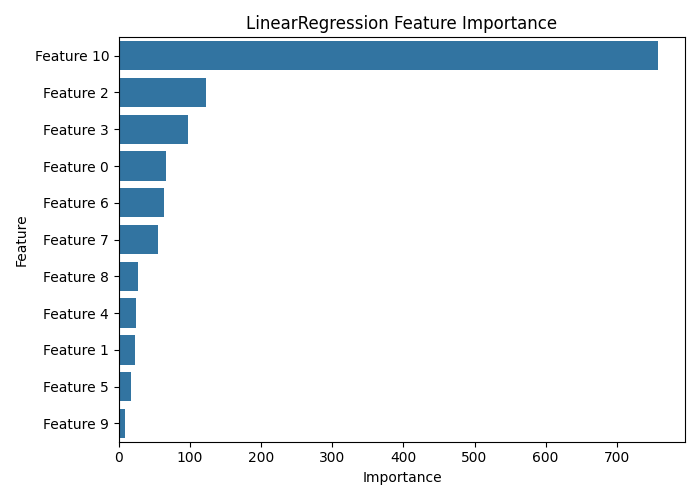 LinearRegression Feature Importance
Feature 10
Feature 2
Feature 3
Feature 0
Feature 6
Feature 7
Feature 8
Feature 4
Feature 1
Feature 5
Feature 9
Feature
0 100 200 300 400 500 600 700
Importance